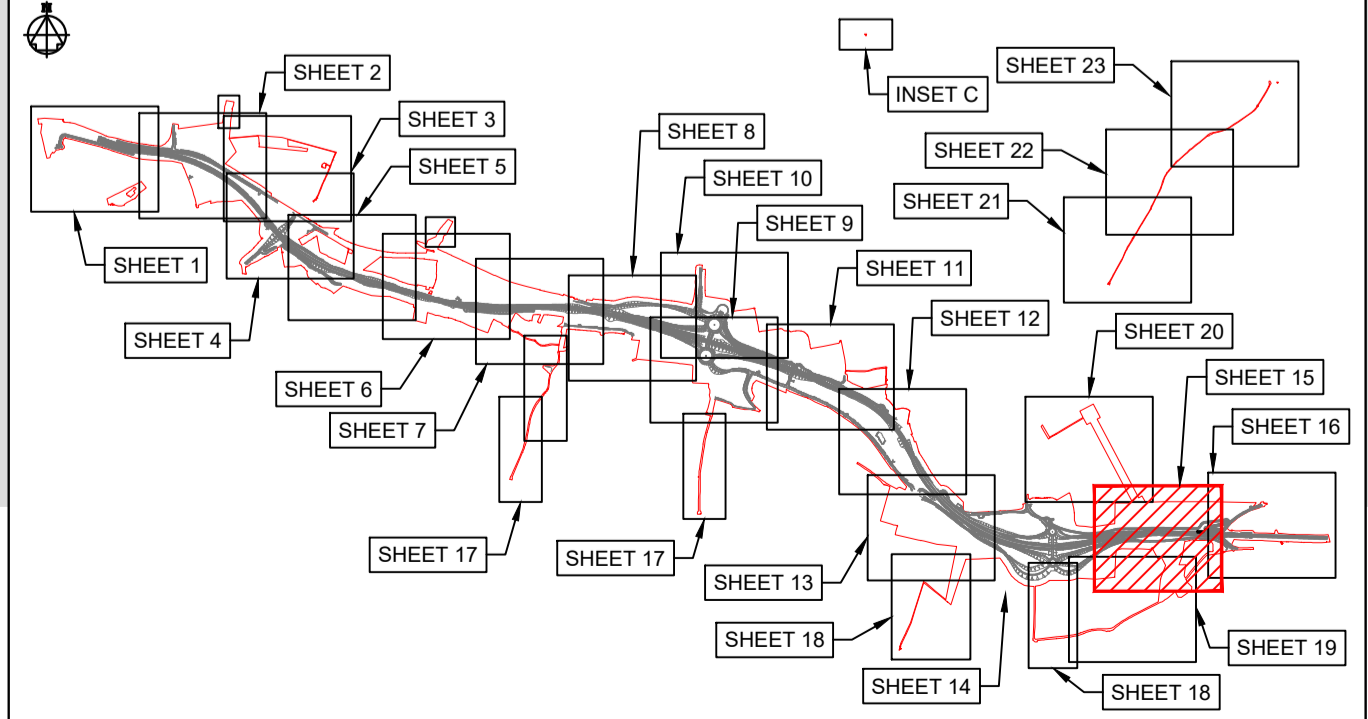 N
SHEET 2
SHEET 23
INSET C
SHEET 3
SHEET 8
SHEET 22
SHEET 5
SHEET 10
SHEET 21
SHEET 9
SHEET 1
SHEET 11
SHEET 12
SHEET 4
SHEET 20
SHEET 15
SHEET 6
SHEET 16
SHEET 7
SHEET 17
SHEET 17
SHEET 13
SHEET 18
SHEET 19
SHEET 14
SHEET 18